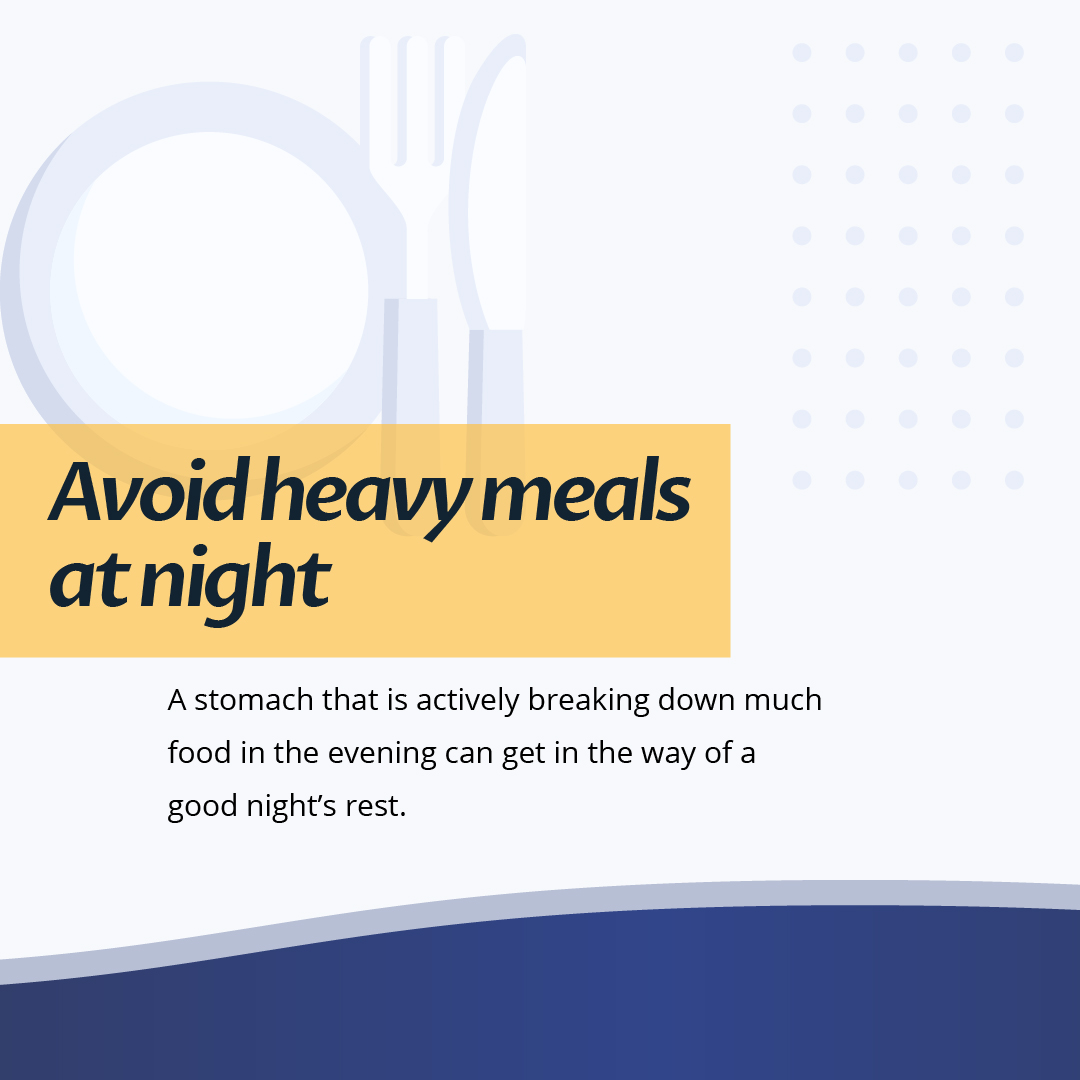 Avoid heavy meals
at night
A stomach that is actively breaking down much
food in the evening can get in the way of a
good night’s rest.